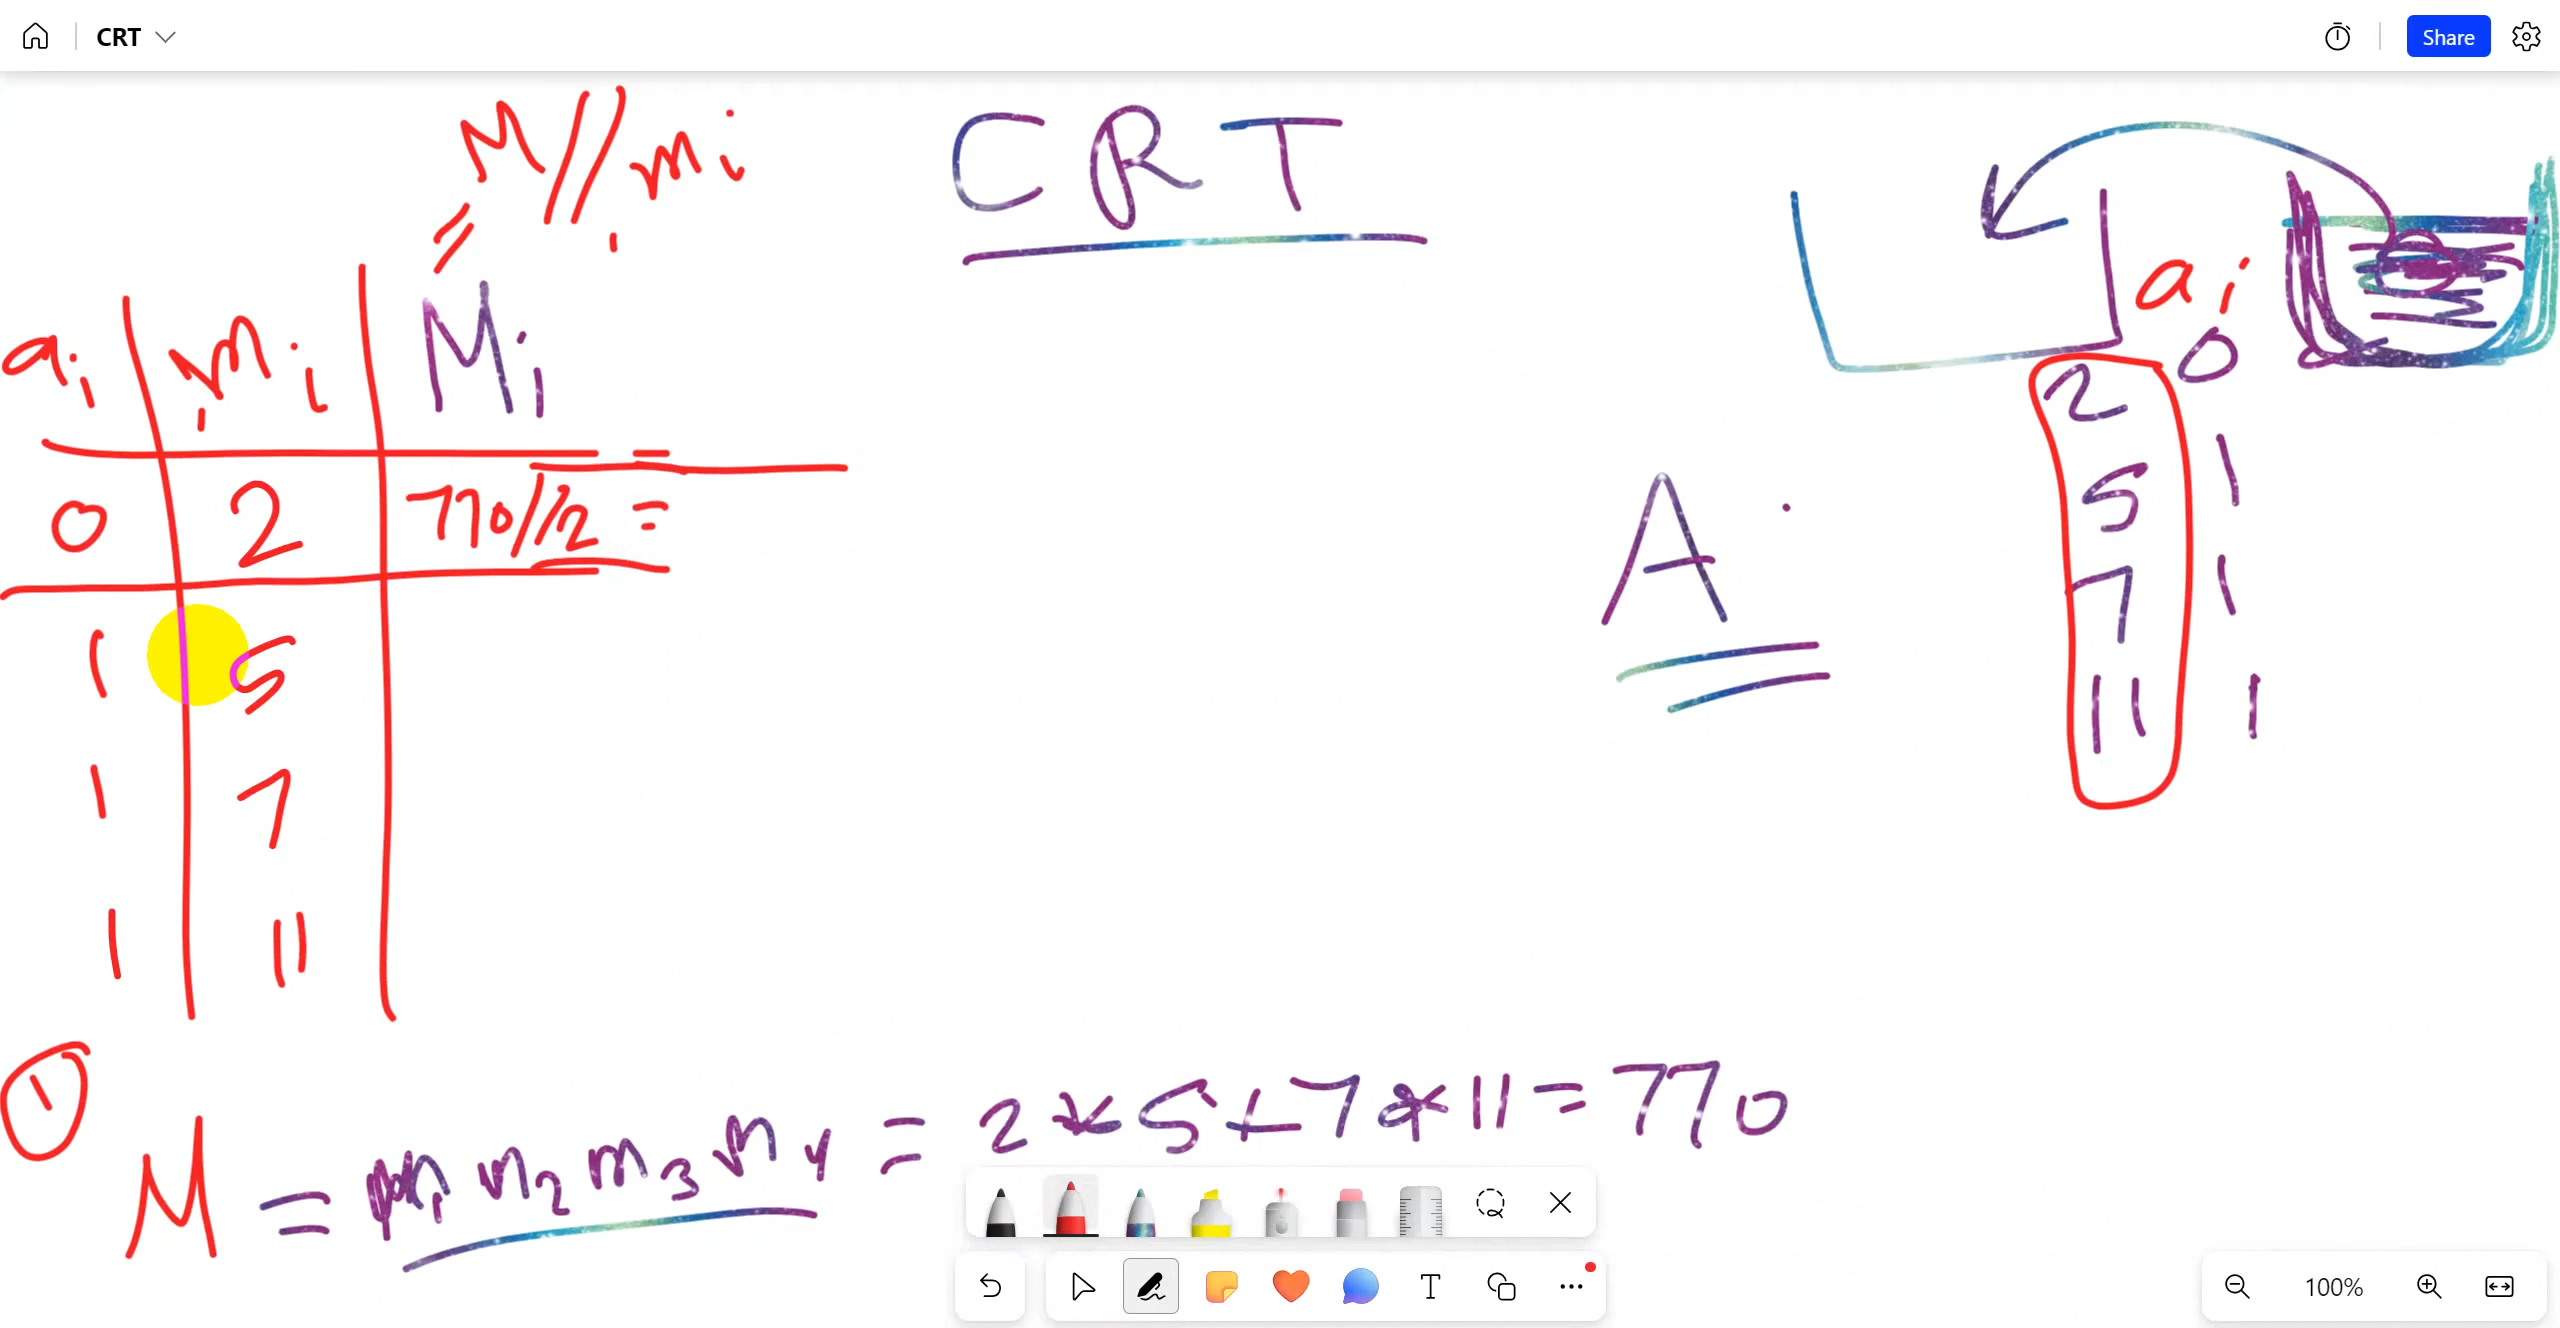 CRT
Share
M//mi
CRT
=
ai mi Mi
ai
0 2 770//2 =
1 5
1 7
1 11
2 0
5 1
7 1
11 1
A
1
M = m1 m2 m3 m4 = 2 * 5 * 7 * 11 = 770
T
100%